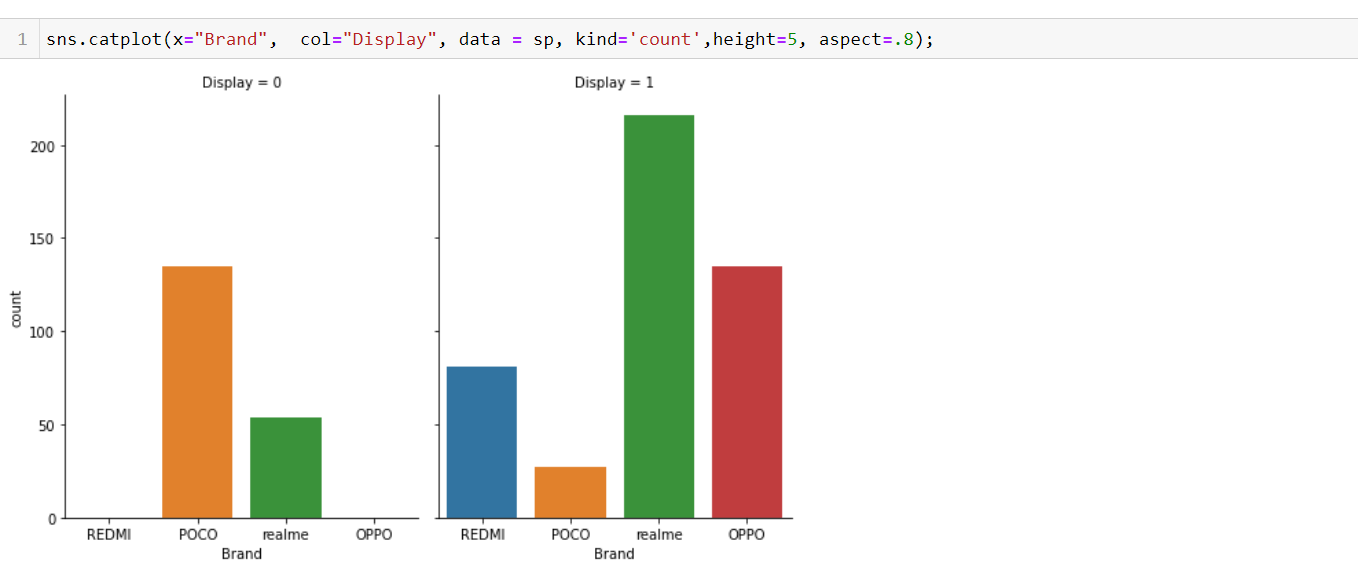 1 sns.catplot(x="Brand",  col="Display", data = sp, kind='count',height=5, aspect=.8);
Display = 0
Display = 1
200
150
100
50
0
count
REDMI POCO realme OPPO
Brand
REDMI POCO realme OPPO
Brand